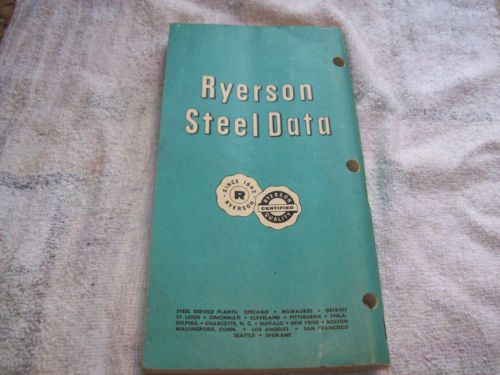 Ryerson
Steel Data
SINCE 1842
R
RYERSON
RYERSON
CERTIFIED
QUALITY
STEEL SERVICE PLANTS: CHICAGO • MILWAUKEE • DETROIT
ST LOUIS • CINCINNATI • CLEVELAND • PITTSBURGH • PHILA-
DELPHIA • CHARLOTTE, N. C. • BUFFALO • NEW YORK • BOSTON
WALLINGFORD, CONN. • LOS ANGELES • SAN FRANCISCO
SEATTLE • SPOKANE